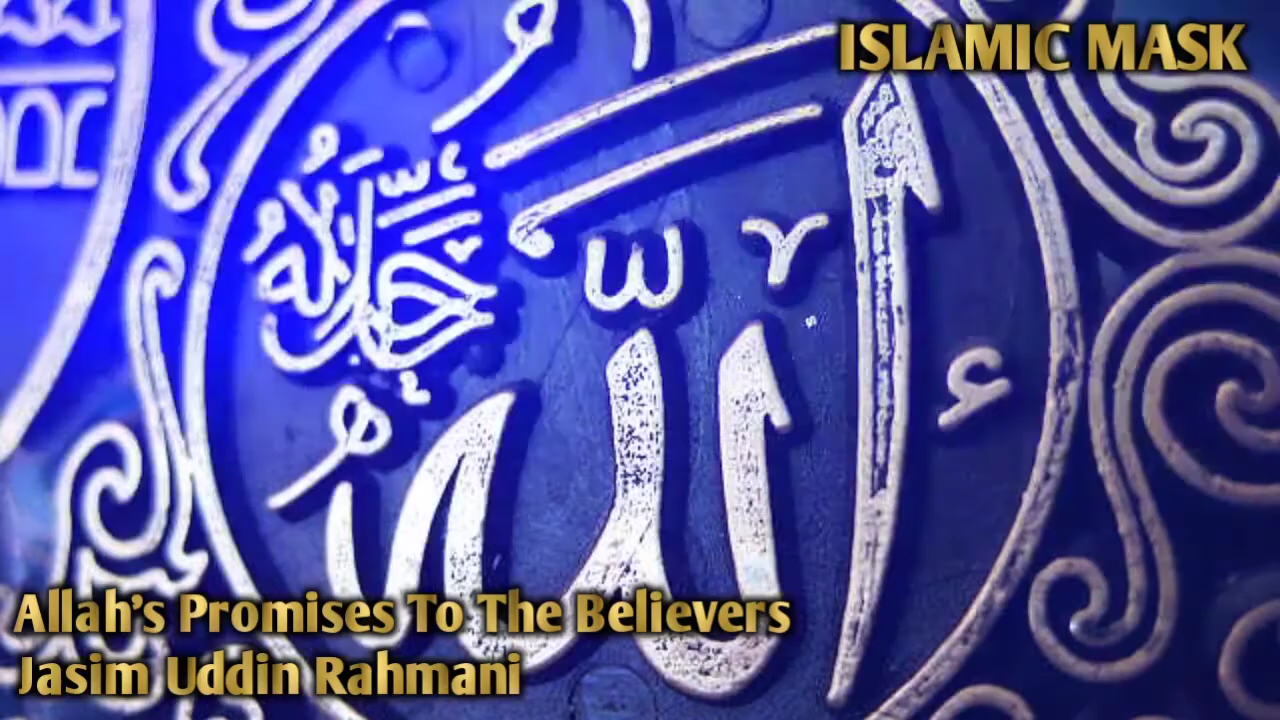 ISLAMIC MASK
الله
جل جلاله
Allah's Promises To The Believers
Jasim Uddin Rahmani